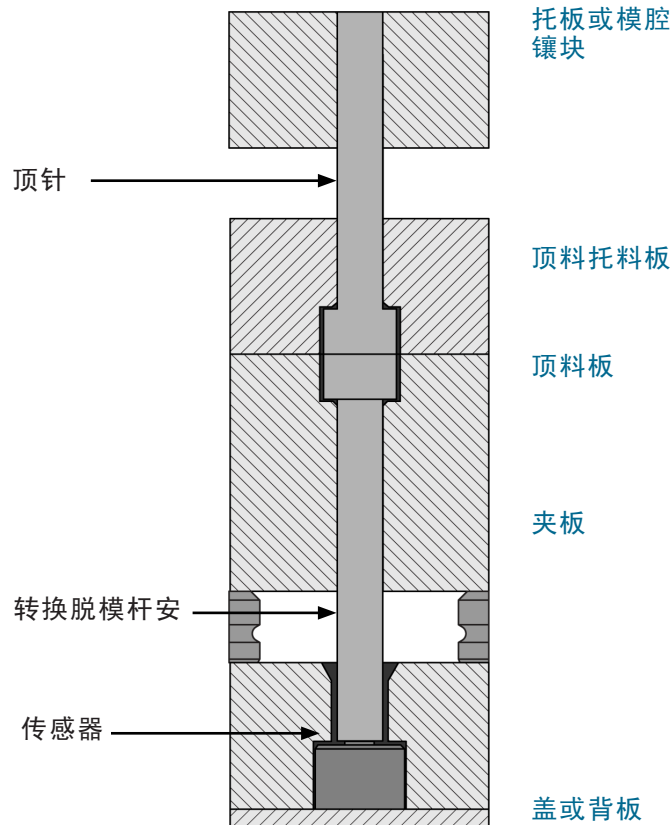 托板或模腔
镶块
顶针
顶料托料板
顶料板
夹板
转换脱模杆安
传感器
盖或背板